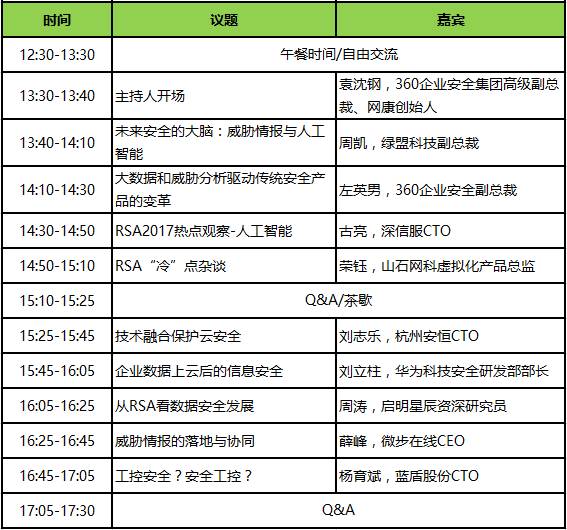 时间 议题 嘉宾
12:30-13:30 午餐时间/自由交流
13:30-13:40 主持人开场 袁沈钢，360企业安全集团高级副总
裁、网康创始人
13:40-14:10 未来安全的大脑：威胁情报与人工
智能 周凯，绿盟科技副总裁
14:10-14:30 大数据和威胁分析驱动传统安全产
品的变革 左英男，360企业安全副总裁
14:30-14:50 RSA2017热点观察-人工智能 古亮，深信服CTO
14:50-15:10 RSA“冷”点杂谈 荣钰，山石网科虚拟化产品总监
15:10-15:25 Q&A/茶歇
15:25-15:45 技术融合保护云安全 刘志乐，杭州安恒CTO
15:45-16:05 企业数据上云后的信息安全 刘立柱，华为科技安全研发部部长
16:05-16:25 从RSA看数据安全发展 周涛，启明星辰资深研究员
16:25-16:45 威胁情报的落地与协同 薛峰，微步在线CEO
16:45-17:05 工控安全？安全工控？ 杨育斌，蓝盾股份CTO
17:05-17:30 Q&A